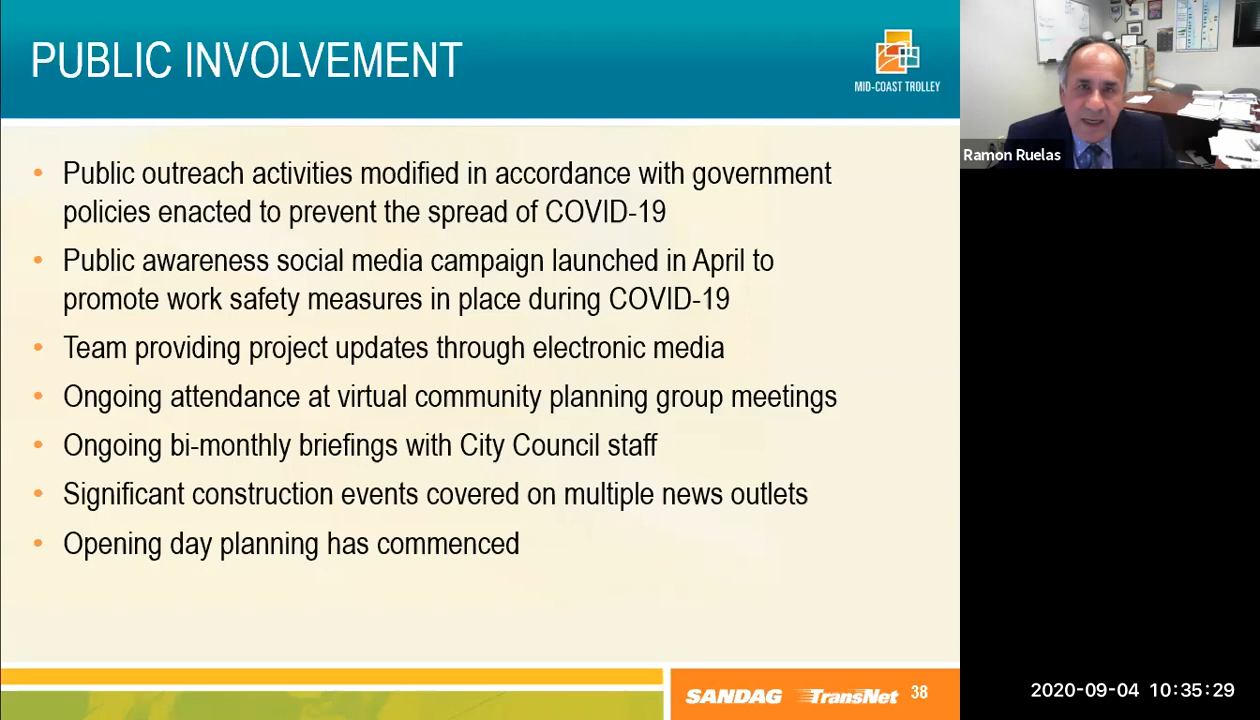 PUBLIC INVOLVEMENT
MID-COAST TROLLEY
Ramon Ruelas
• Public outreach activities modified in accordance with government
policies enacted to prevent the spread of COVID-19
• Public awareness social media campaign launched in April to
promote work safety measures in place during COVID-19
• Team providing project updates through electronic media
• Ongoing attendance at virtual community planning group meetings
• Ongoing bi-monthly briefings with City Council staff
• Significant construction events covered on multiple news outlets
• Opening day planning has commenced
SANDAG TransNet 38
2020-09-04 10:35:29